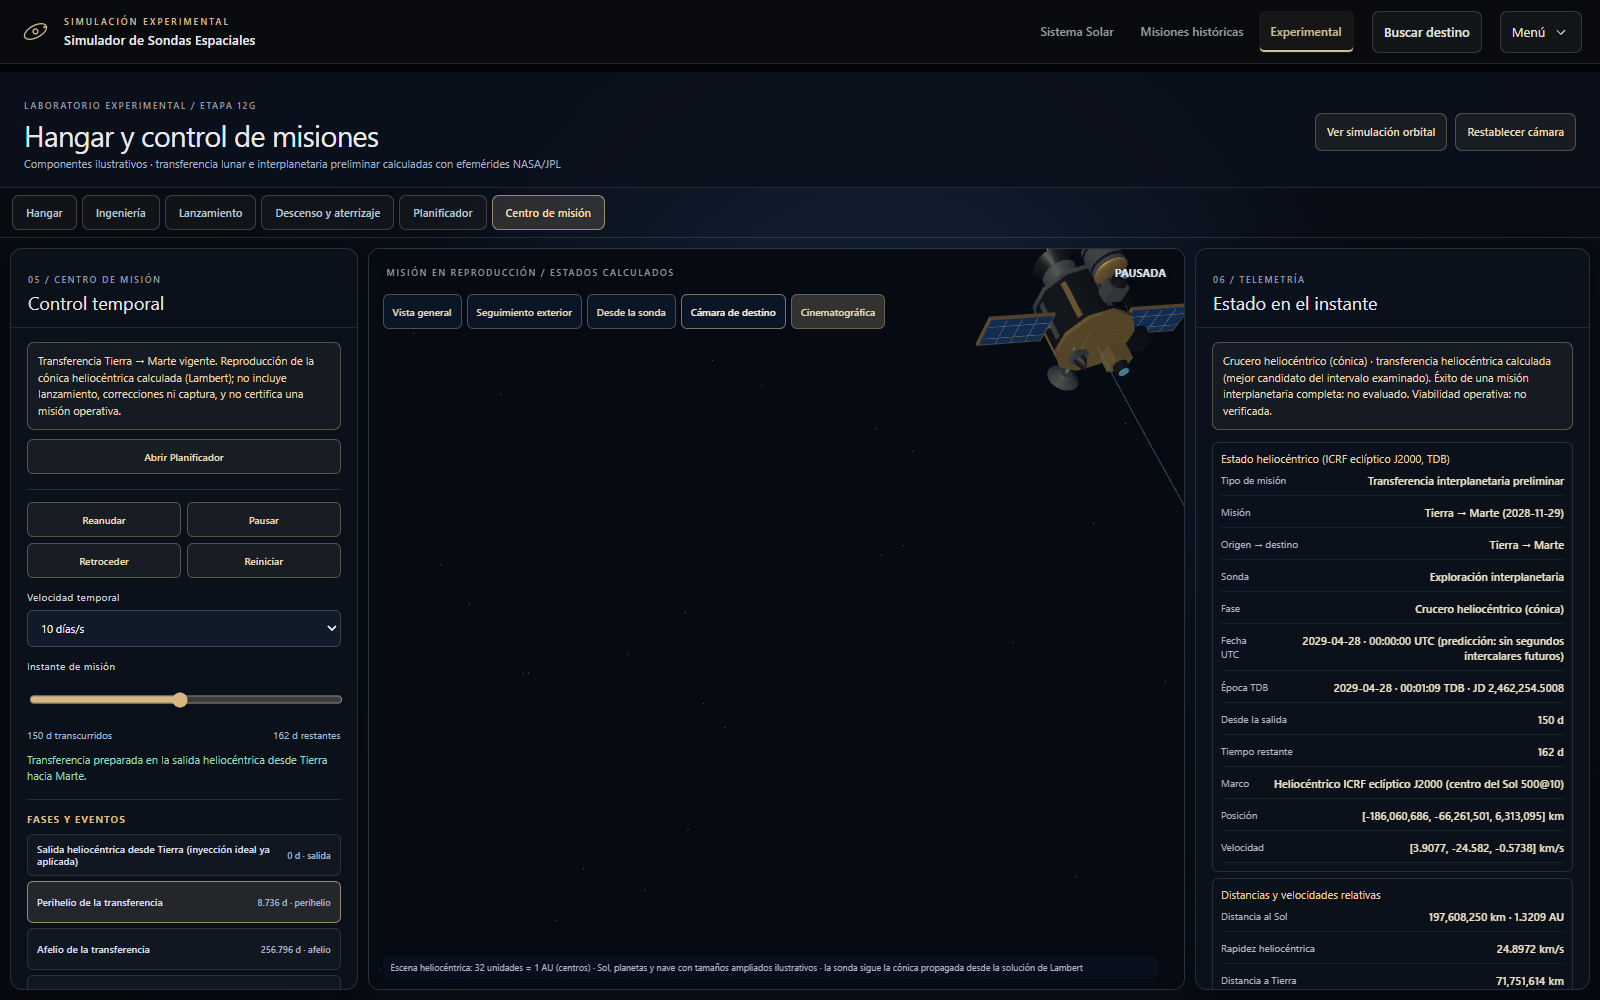 SIMULACIÓN EXPERIMENTAL
Simulador de Sondas Espaciales
Sistema Solar
Misiones históricas
Experimental
Buscar destino
Menú
LABORATORIO EXPERIMENTAL / ETAPA 12G
Hangar y control de misiones
Componentes ilustrativos · transferencia lunar e interplanetaria preliminar calculadas con efemérides NASA/JPL
Ver simulación orbital
Restablecer cámara
Hangar
Ingeniería
Lanzamiento
Descenso y aterrizaje
Planificador
Centro de misión
05 / CENTRO DE MISIÓN
Control temporal
Transferencia Tierra → Marte vigente. Reproducción de la
cónica heliocéntrica calculada (Lambert); no incluye
lanzamiento, correcciones ni captura, y no certifica una
misión operativa.
Abrir Planificador
Reanudar
Pausar
Retroceder
Reiniciar
Velocidad temporal
10 días/s
Instante de misión
150 d transcurridos
162 d restantes
Transferencia preparada en la salida heliocéntrica desde Tierra
hacia Marte.
FASES Y EVENTOS
Salida heliocéntrica desde Tierra (inyección ideal ya
aplicada)
0 d · salida
Perihelio de la transferencia
8.736 d · perihelio
Afelio de la transferencia
256.796 d · afelio
MISIÓN EN REPRODUCCIÓN / ESTADOS CALCULADOS
PAUSADA
Vista general
Seguimiento exterior
Desde la sonda
Cámara de destino
Cinematográfica
Escena heliocéntrica: 32 unidades = 1 AU (centros) · Sol, planetas y nave con tamaños ampliados ilustrativos · la sonda sigue la cónica propagada desde la solución de Lambert
06 / TELEMETRÍA
Estado en el instante
Crucero heliocéntrico (cónica) · transferencia heliocéntrica calculada
(mejor candidato del intervalo examinado). Éxito de una misión
interplanetaria completa: no evaluado. Viabilidad operativa: no
verificada.
Estado heliocéntrico (ICRF eclíptico J2000, TDB)
Tipo de misión
Transferencia interplanetaria preliminar
Misión
Tierra → Marte (2028-11-29)
Origen → destino
Tierra → Marte
Sonda
Exploración interplanetaria
Fase
Crucero heliocéntrico (cónica)
Fecha
UTC
2029-04-28 · 00:00:00 UTC (predicción: sin segundos
intercalares futuros)
Época TDB
2029-04-28 · 00:01:09 TDB · JD 2,462,254.5008
Desde la salida
150 d
Tiempo restante
162 d
Marco
Heliocéntrico ICRF eclíptico J2000 (centro del Sol 500@10)
Posición
[-186,060,686, -66,261,501, 6,313,095] km
Velocidad
[3.9077, -24.582, -0.5738] km/s
Distancias y velocidades relativas
Distancia al Sol
197,608,250 km · 1.3209 AU
Rapidez heliocéntrica
24.8972 km/s
Distancia a Tierra
71,751,614 km